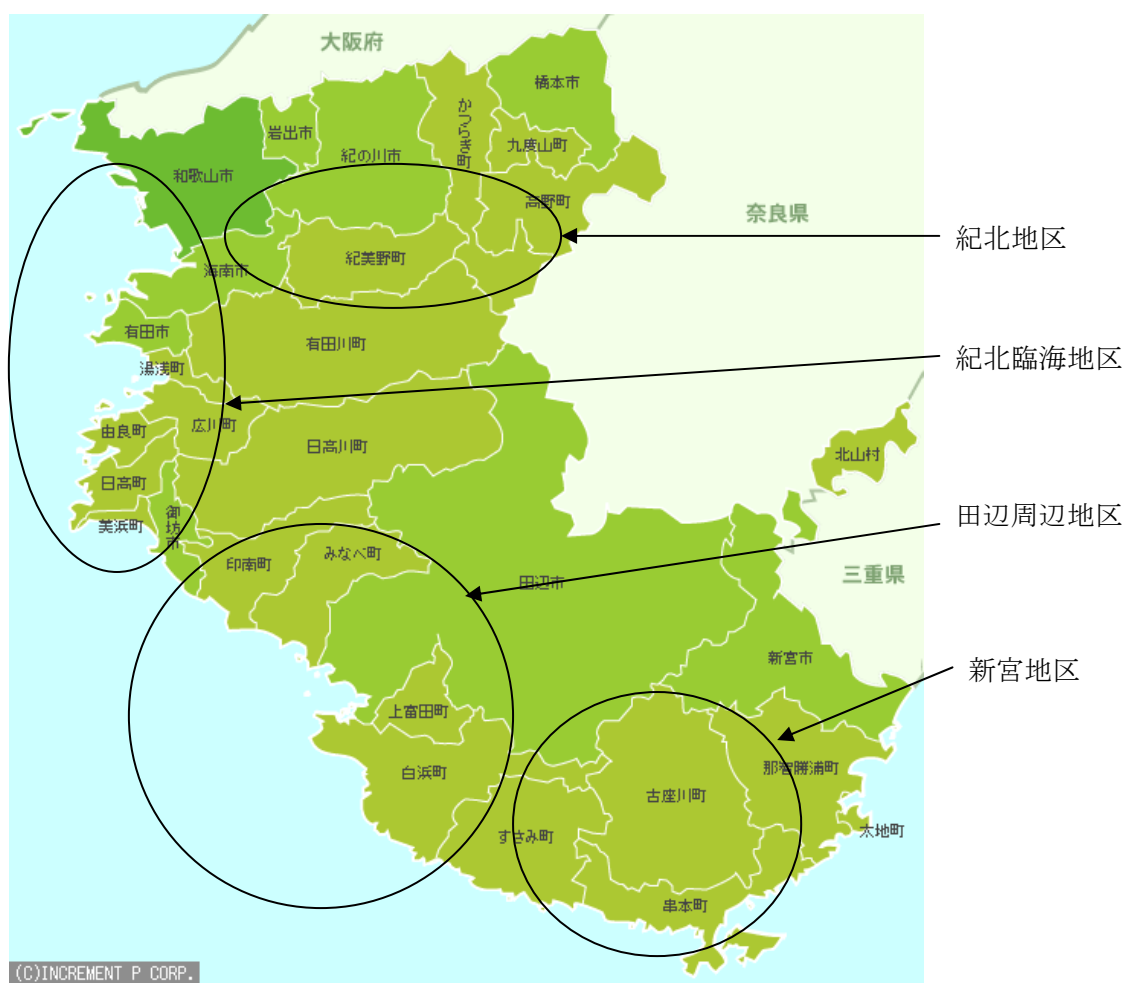 大阪府
橋本市
かつらぎ町
岩出市
九度山町
紀の川市
和歌山市
高野町
奈良県
紀北地区
紀美野町
海南市
有田市
有田川町
紀北臨海地区
湯浅町
広川町
由良町
日高川町
北山村
日高町
御坊市
美浜町
田辺周辺地区
みなべ町
印南町
田辺市
三重県
新宮市
新宮地区
上富田町
白浜町
那智勝浦町
古座川町
すさみ町
太地町
串本町
(C)INCREMENT P CORP.